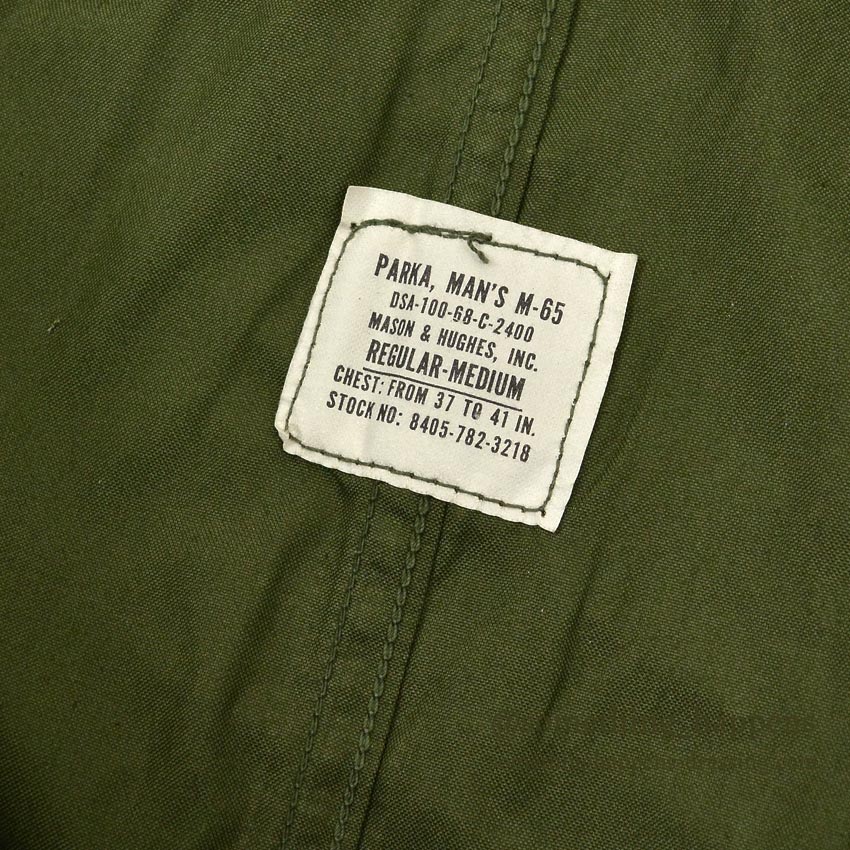 PARKA, MAN'S M-65
DSA-100-68-C-2400
MASON & HUGHES, INC.
REGULAR-MEDIUM
CHEST: FROM 37 TO 41 IN.
STOCK NO: 8405-782-3218